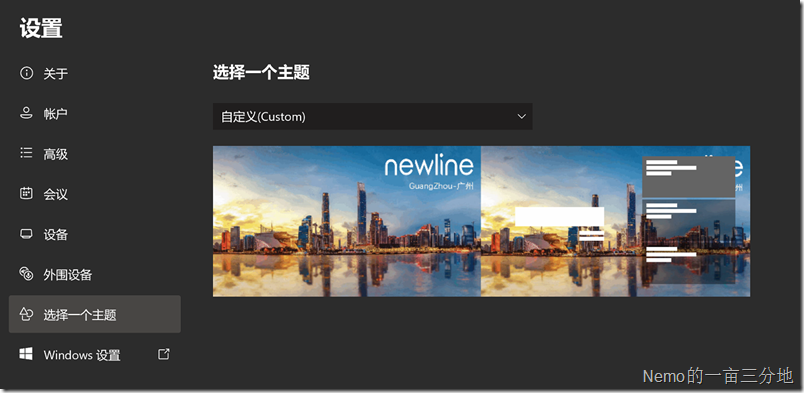 设置
关于
帐户
高级
会议
设备
外围设备
选择一个主题
Windows 设置
选择一个主题
自定义(Custom)
newline
GuangZhou-广州
Nemo的一亩三分地